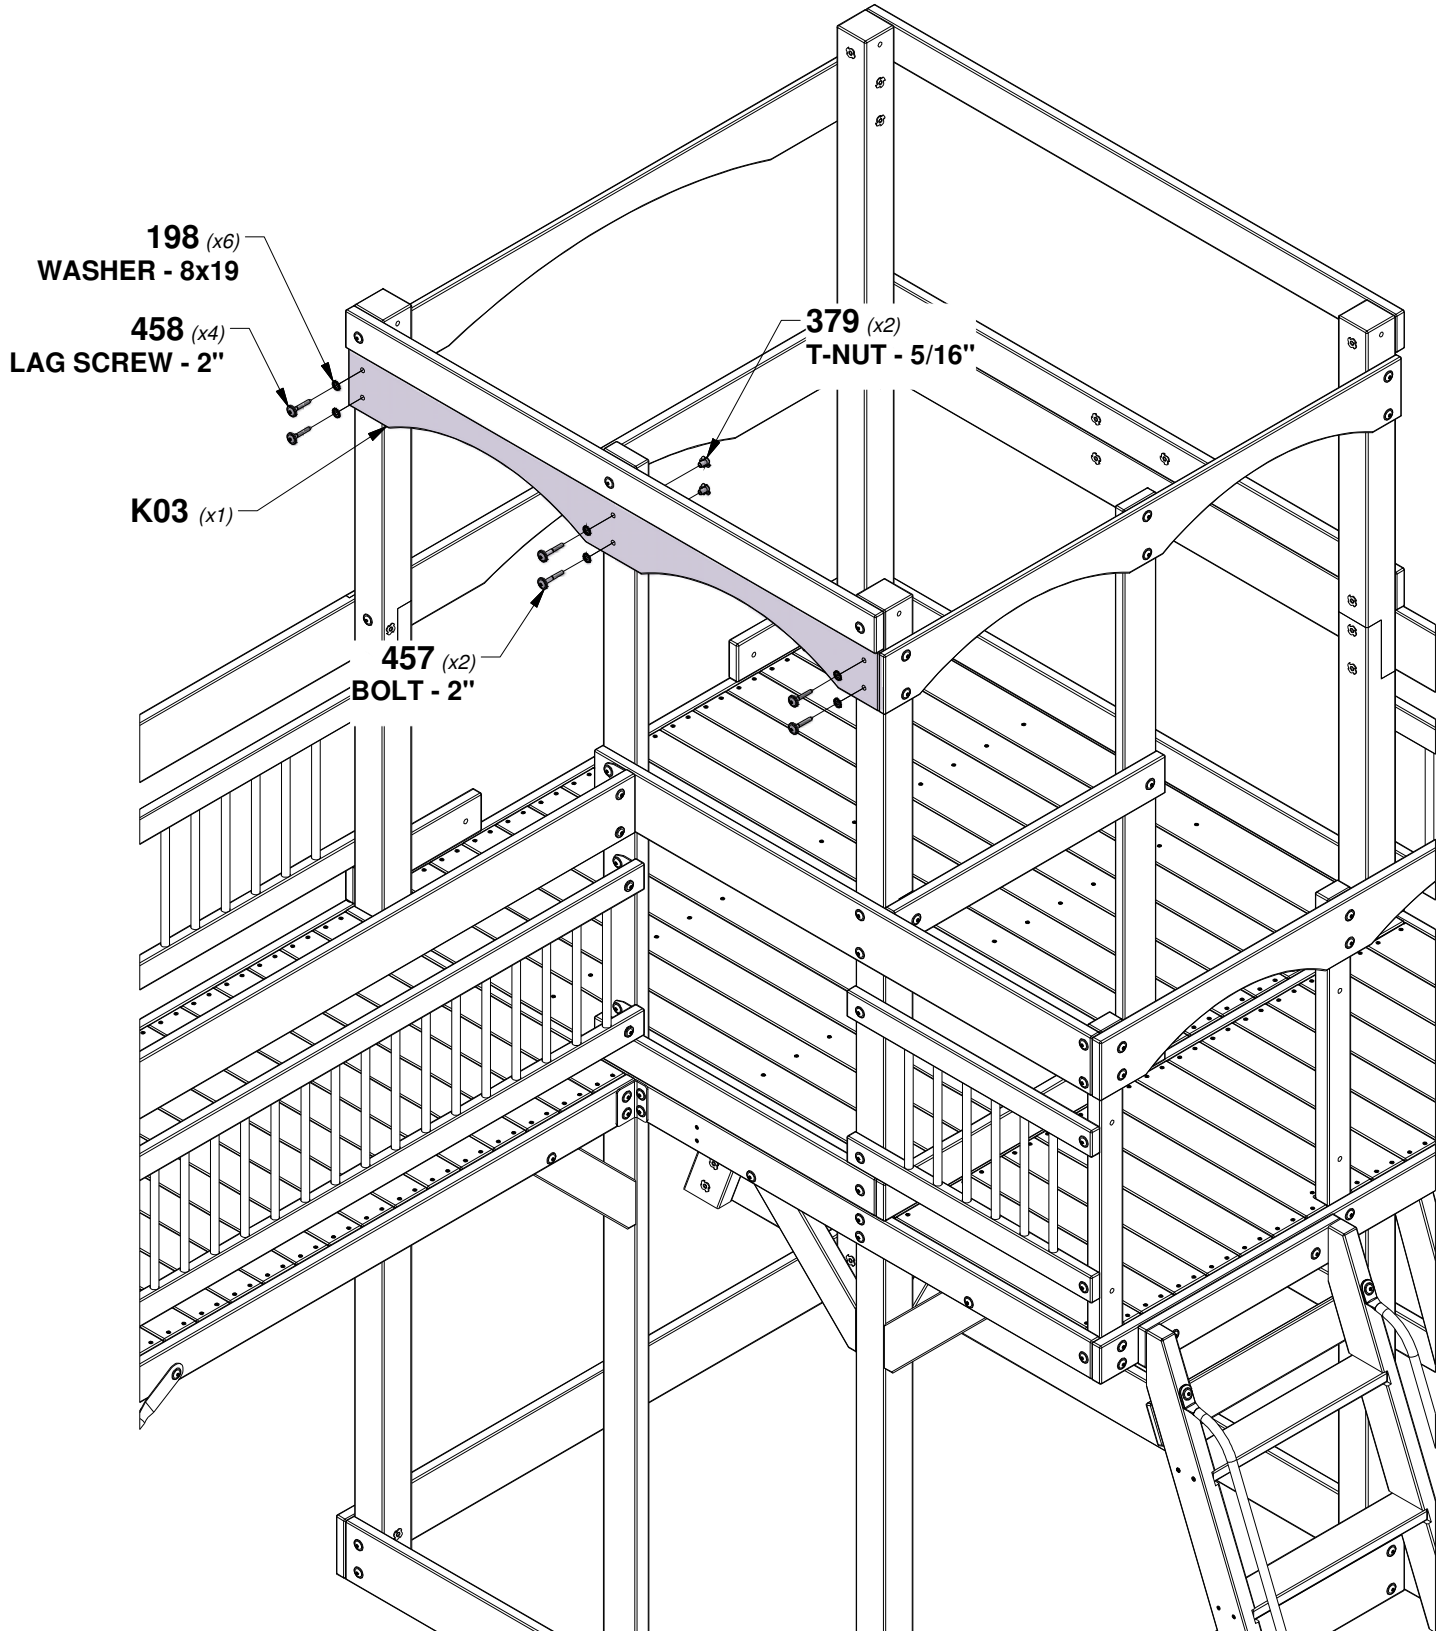 198 (x6)
WASHER - 8x19
458 (x4)
LAG SCREW - 2"
379 (x2)
T-NUT - 5/16"
K03 (x1)
457 (x2)
BOLT - 2"